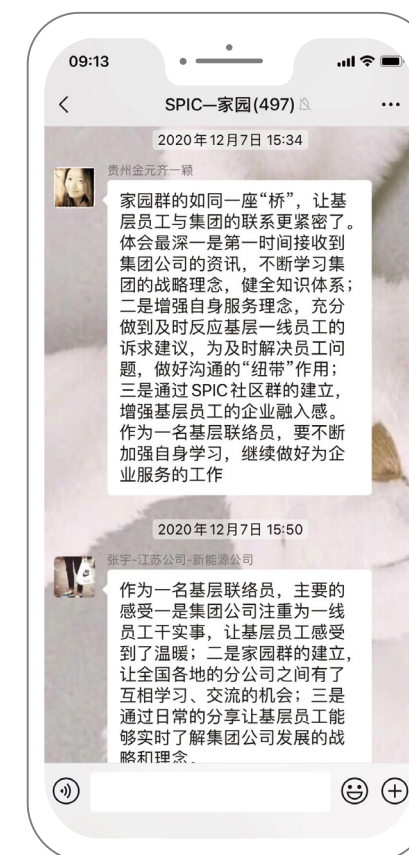 09:13
SPIC—家园(497)
2020年12月7日 15:34
贵州金元齐一颖
家园群的如同一座“桥”，让基
层员工与集团的联系更紧密了。
体会最深一是第一时间接收到
集团公司的资讯，不断学习集
团的战略理念，健全知识体系；
二是增强自身服务理念，充分
做到及时反应基层一线员工的
诉求建议，为及时解决员工问
题，做好沟通的“纽带”作用；
三是通过SPIC社区群的建立，
增强基层员工的企业融入感。
作为一名基层联络员，要不断
加强自身学习，继续做好为企
业服务的工作
2020年12月7日 15:50
张宇-江苏公司-新能源公司
作为一名基层联络员，主要的
感受一是集团公司注重为一线
员工干实事，让基层员工感受
到了温暖；二是家园群的建立，
让全国各地的分公司之间有了
互相学习、交流的机会；三是
通过日常的分享让基层员工能
够实时了解集团公司发展的战
略和理念。